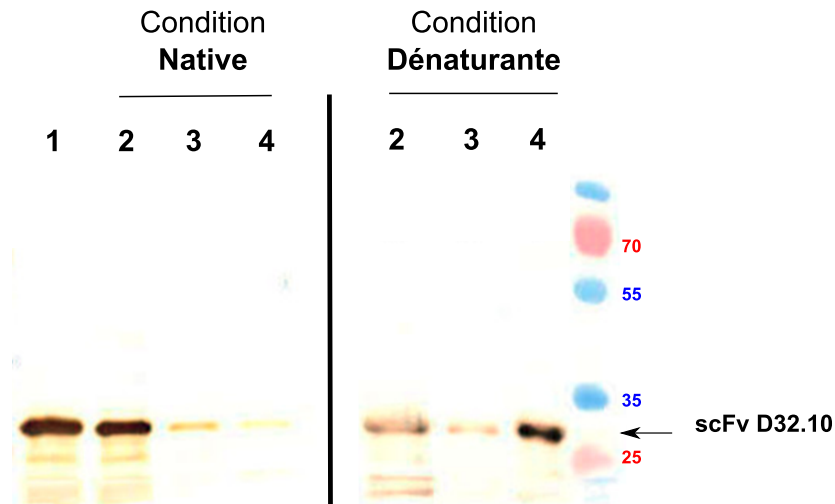 Condition
Native
Condition
Dénaturante
1 2 3 4
2 3 4
70
55
35
scFv D32.10
25